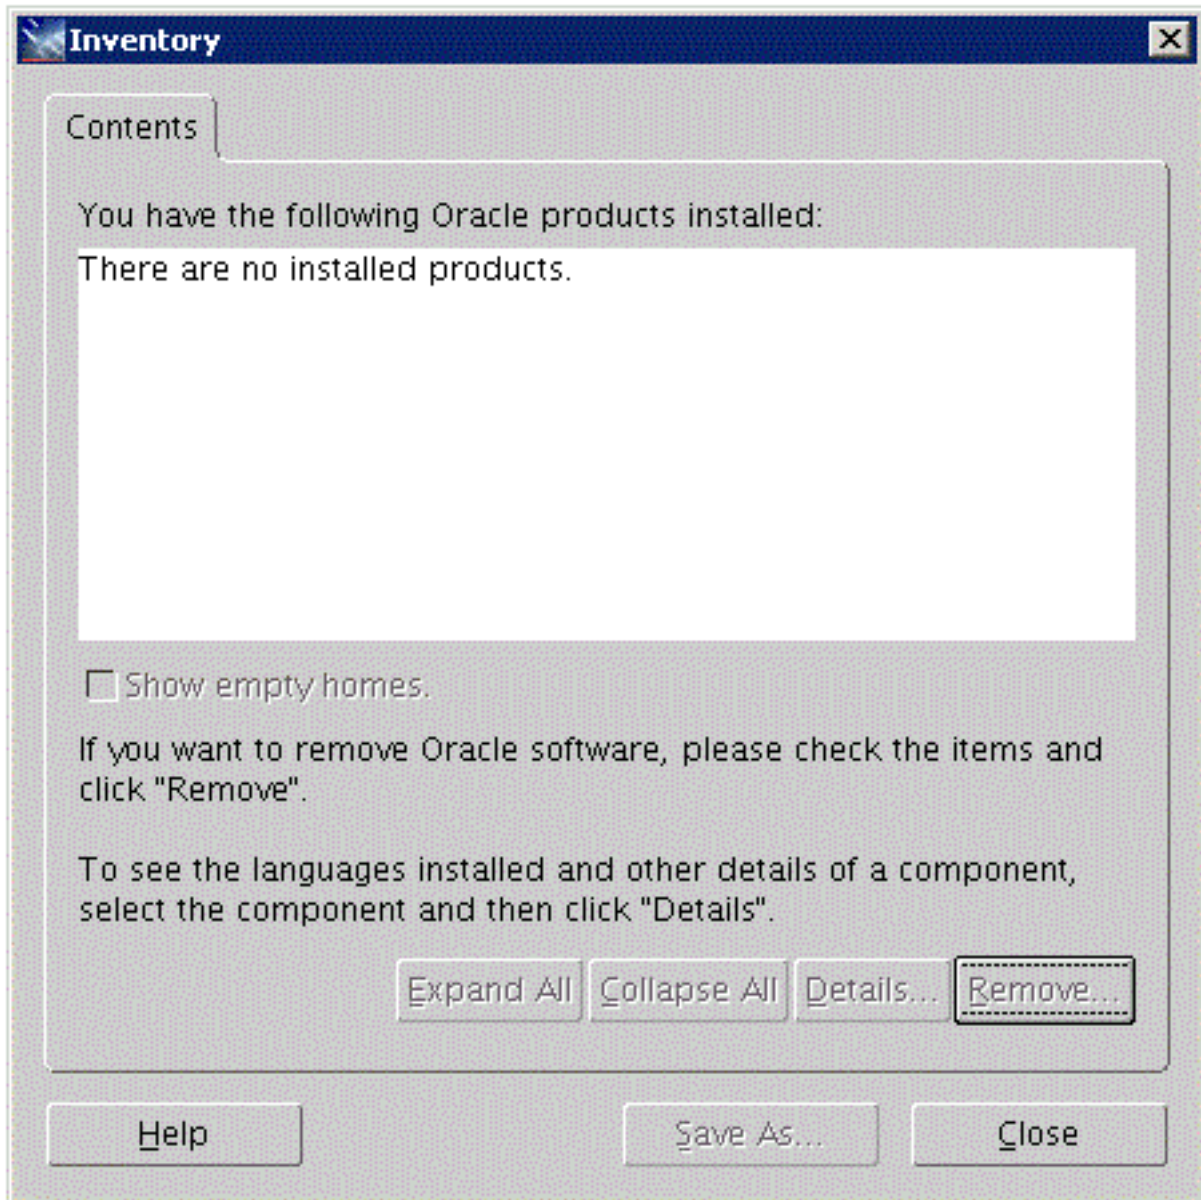 Inventory
Contents
You have the following Oracle products installed:
There are no installed products.
Show empty homes.
If you want to remove Oracle software, please check the items and
click "Remove".
To see the languages installed and other details of a component,
select the component and then click "Details".
Expand All Collapse All Details... Remove...
Help Save As... Close